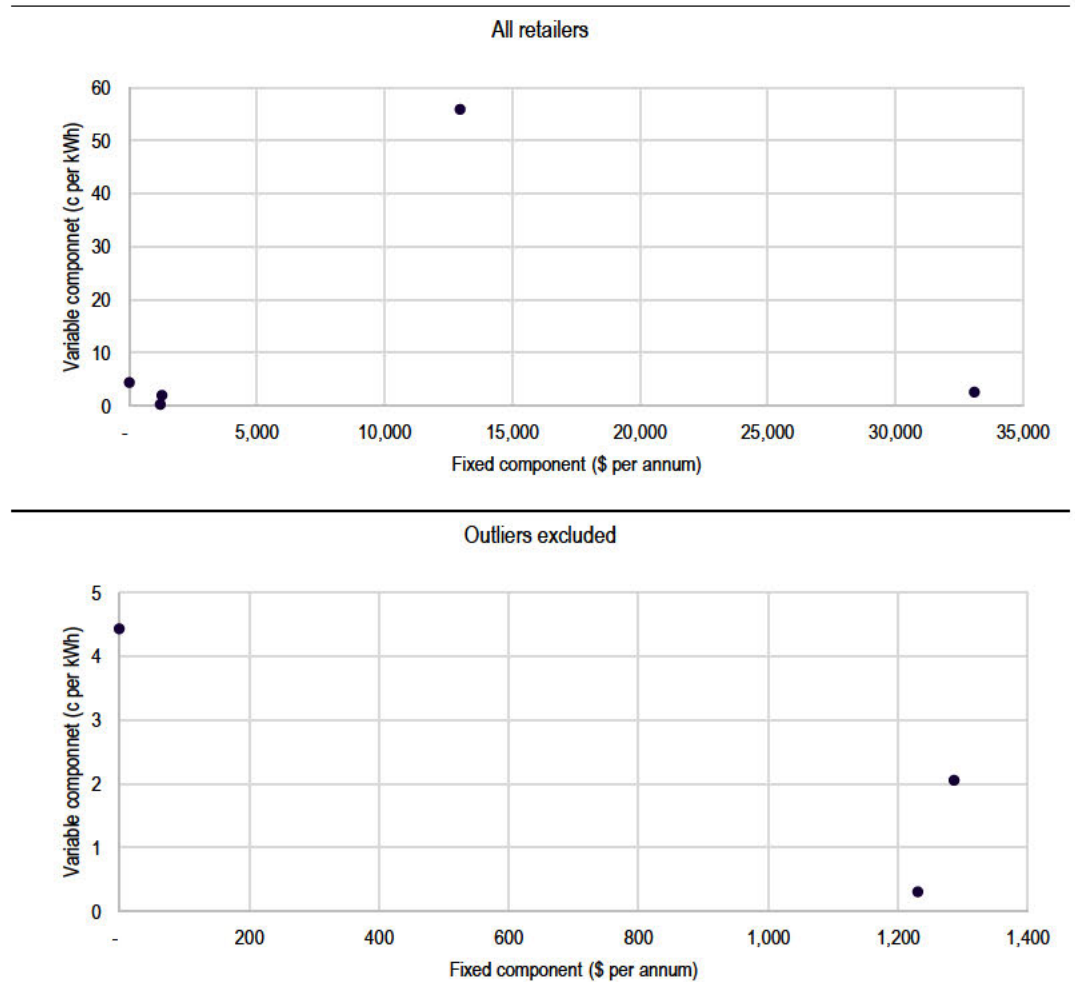 All retailers
60
50
40
30
20
10
0
Variable componnet (c per kWh)
- 5,000 10,000 15,000 20,000 25,000 30,000 35,000
Fixed component ($ per annum)
Outliers excluded
5
4
3
2
1
0
Variable componnet (c per kWh)
- 200 400 600 800 1,000 1,200 1,400
Fixed component ($ per annum)